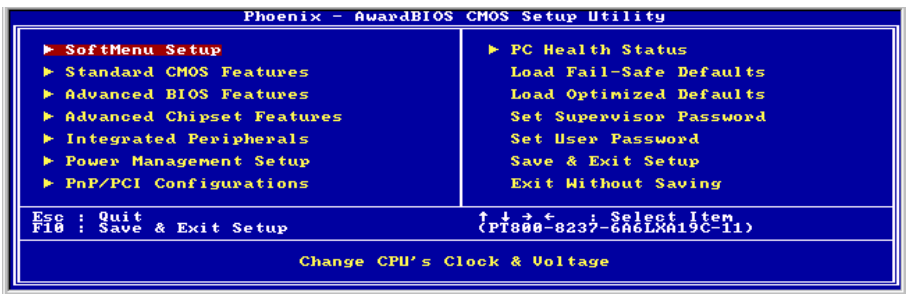 Phoenix - AwardBIOS CMOS Setup Utility
► SoftMenu Setup
► Standard CMOS Features
► Advanced BIOS Features
► Advanced Chipset Features
► Integrated Peripherals
► Power Management Setup
► PnP/PCI Configurations
► PC Health Status
Load Fail-Safe Defaults
Load Optimized Defaults
Set Supervisor Password
Set User Password
Save & Exit Setup
Exit Without Saving
Esc : Quit
F10 : Save & Exit Setup
↑ ↓ → ← : Select Item
(PT800-8237-6A6LXA19C-11)
Change CPU's Clock & Voltage